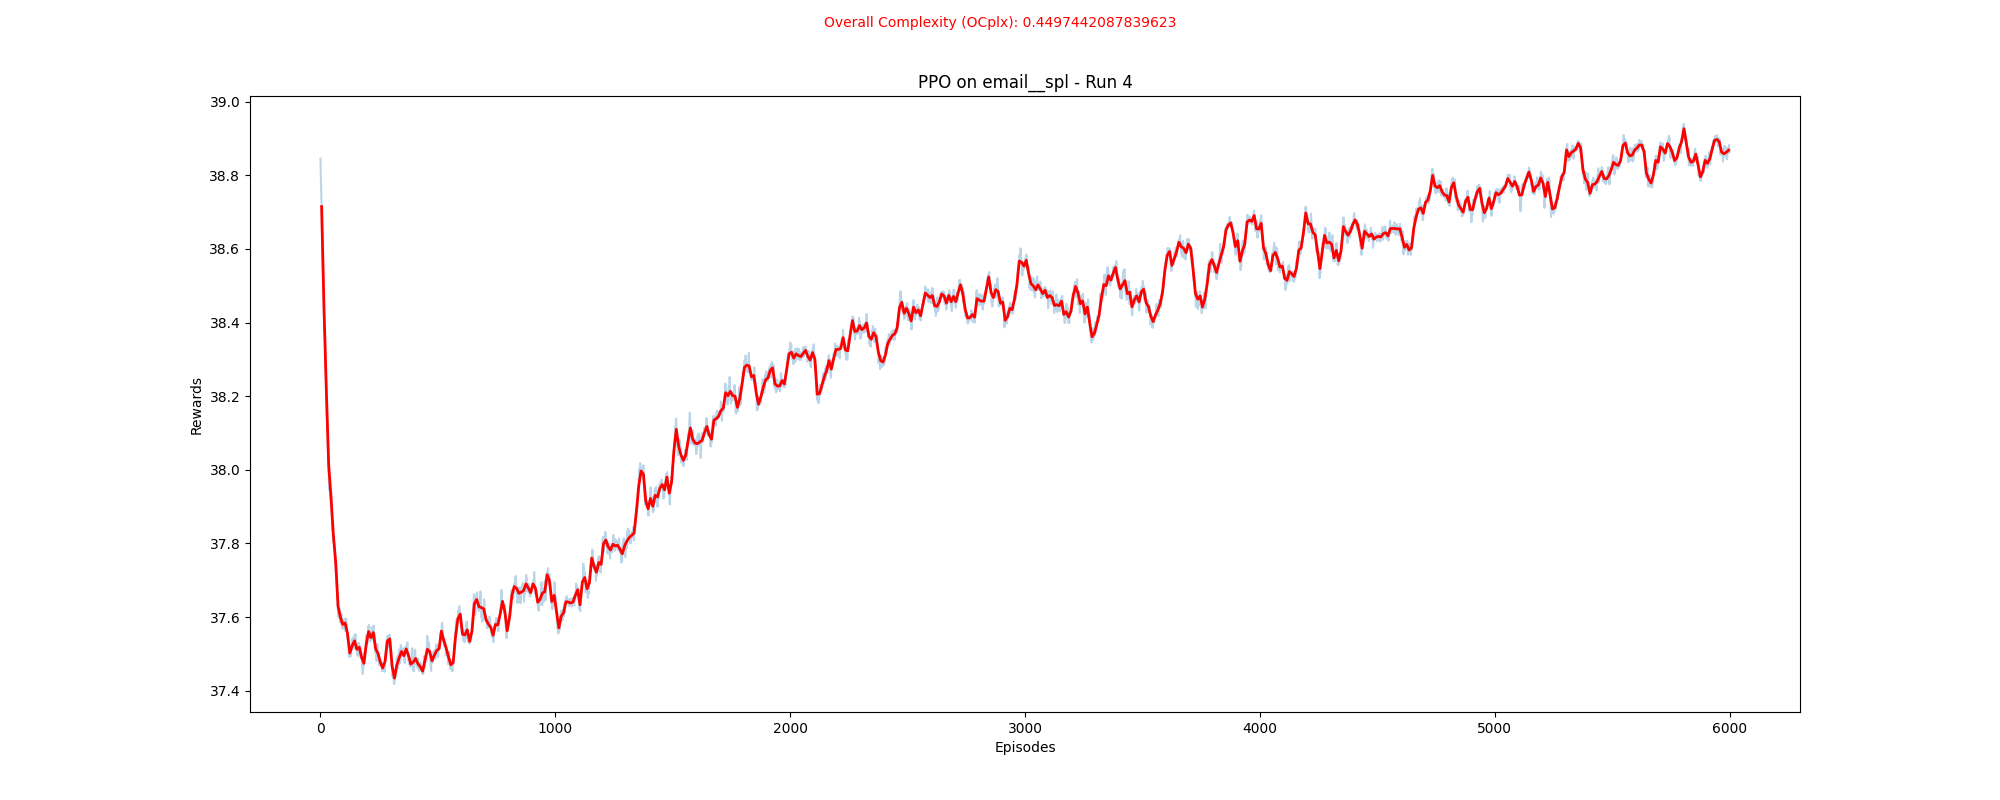 Overall Complexity (OCplx): 0.4497442087839623
PPO on email__spl - Run 4
39.0
38.8
38.6
38.4
38.2
38.0
37.8
37.6
37.4
Rewards
0 1000 2000 3000 4000 5000 6000
Episodes